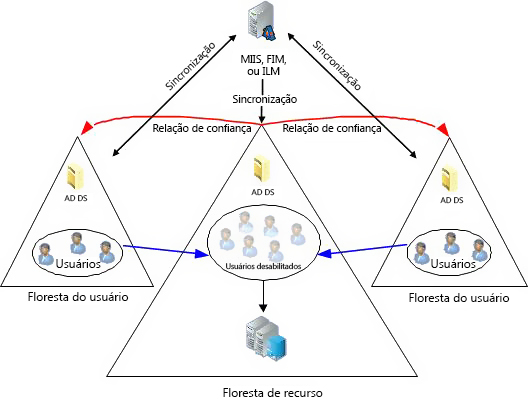 MIIS, FIM,
ou ILM
Sincronização
Sincronização
Sincronização
Relação de confiança
Relação de confiança
AD DS
AD DS
AD DS
Usuários
Usuários desabilitados
Usuários
Floresta do usuário
Floresta do usuário
Floresta de recurso